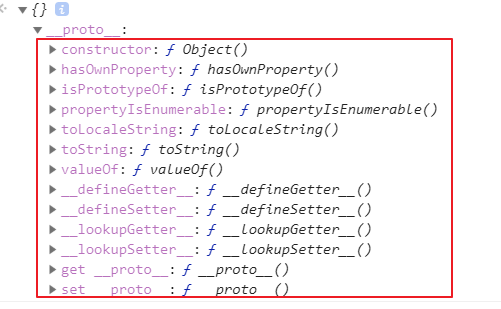 {} i
__proto__:
constructor: ƒ Object()
hasOwnProperty: ƒ hasOwnProperty()
isPrototypeOf: ƒ isPrototypeOf()
propertyIsEnumerable: ƒ propertyIsEnumerable()
toLocaleString: ƒ toLocaleString()
toString: ƒ toString()
valueOf: ƒ valueOf()
__defineGetter__: ƒ __defineGetter__()
__defineSetter__: ƒ __defineSetter__()
__lookupGetter__: ƒ __lookupGetter__()
__lookupSetter__: ƒ __lookupSetter__()
get __proto__: ƒ __proto__()
set __proto__: ƒ __proto__()